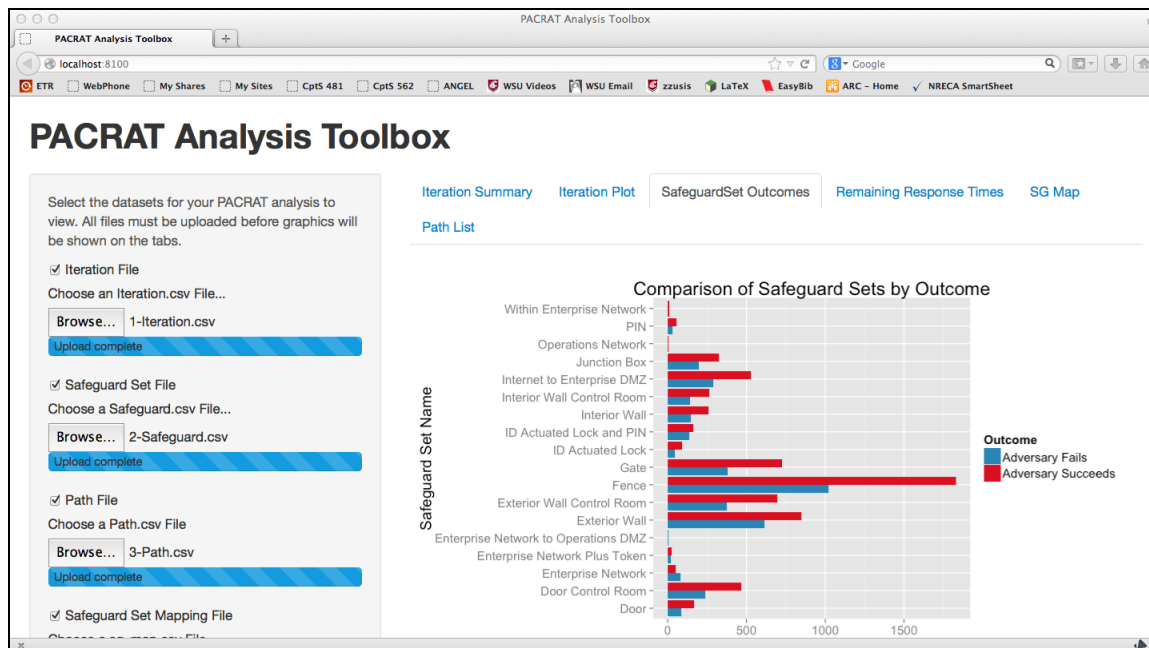 PACRAT Analysis Toolbox
PACRAT Analysis Toolbox
localhost:8100
Google
ETR WebPhone My Shares My Sites CptS 481 CptS 562 ANGEL WSU Videos WSU Email zzusis LaTeX EasyBib ARC – Home NRECA SmartSheet
PACRAT Analysis Toolbox
Select the datasets for your PACRAT analysis to
view. All files must be uploaded before graphics will
be shown on the tabs.
Iteration File
Choose an Iteration.csv File...
Browse... 1-Iteration.csv
Upload complete
Safeguard Set File
Choose a Safeguard.csv File...
Browse... 2-Safeguard.csv
Upload complete
Path File
Choose a Path.csv File
Browse... 3-Path.csv
Upload complete
Safeguard Set Mapping File
Iteration Summary Iteration Plot SafeguardSet Outcomes Remaining Response Times SG Map
Path List
Comparison of Safeguard Sets by Outcome
Safeguard Set Name
Within Enterprise Network
PIN
Operations Network
Junction Box
Internet to Enterprise DMZ
Interior Wall Control Room
Interior Wall
ID Actuated Lock and PIN
ID Actuated Lock
Gate
Fence
Exterior Wall Control Room
Exterior Wall
Enterprise Network to Operations DMZ
Enterprise Network Plus Token
Enterprise Network
Door Control Room
Door
0 500 1000 1500
Outcome
Adversary Fails
Adversary Succeeds